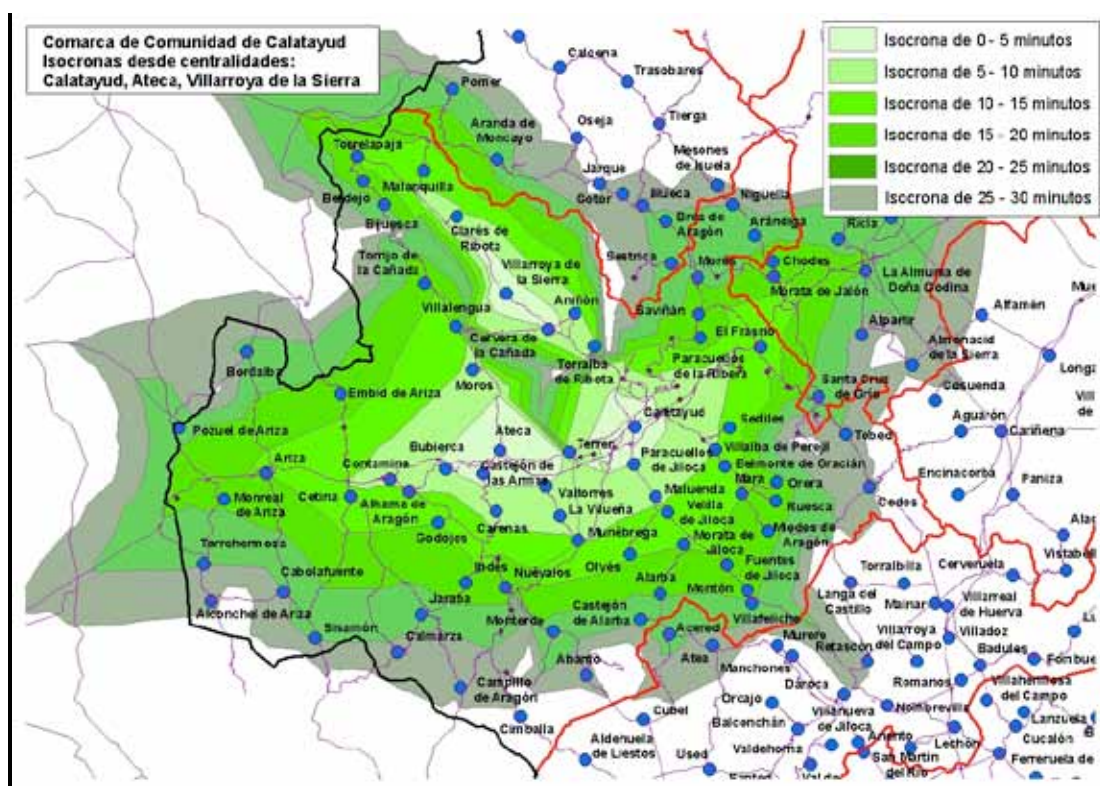 Comarca de Comunidad de Calatayud
Isocronas desde centralidades:
Calatayud, Ateca, Villarroya de la Sierra
Isocrona de 0 - 5 minutos
Isocrona de 5 - 10 minutos
Isocrona de 10 - 15 minutos
Isocrona de 15 - 20 minutos
Isocrona de 20 - 25 minutos
Isocrona de 25 - 30 minutos
Calcena
Trasobares
Pomer
Aranda de
Moncayo
Oseja
Tierga
Mesones
de Isuela
Jarque
Gotor
Illueca
Niguella
Torrelapaja
Malanquilla
Berdejo
Bijuesca
Clarés de
Ribota
Brea de
Aragón
Arándiga
Ricla
Torrijo de
la Cañada
Villarroya de
la Sierra
Sestrica
Morés
Chodes
Morata de Jalón
La Almunia de
Doña Godina
Villalengua
Aniñón
Saviñán
El Frasno
Alpartir
Alfamén
Cervera de
la Cañada
Torralba
de Ribota
Paracuellos
de la Ribera
Almonacid
de la Sierra
Bordalba
Moros
Embid de Ariza
Calatayud
Santa Cruz
de Grío
Cosuenda
Pozuel de Ariza
Ateca
Terrer
Sediles
Tobed
Aguarón
Cariñena
Bubierca
Villalba de Perejil
Ariza
Contamina
Castejón de
las Armas
Paracuellos
de Jiloca
Belmonte de Gracián
Encinacorba
Paniza
Monreal
de Ariza
Cetina
Alhama de
Aragón
Valtorres
La Vilueña
Maluenda
Mara
Orera
Codos
Velilla
de Jiloca
Ruesca
Carenas
Munébrega
Godojos
Morata de
Jiloca
Miedes de
Aragón
Torrehermosa
Ibdes
Nuévalos
Olvés
Fuentes
de Jiloca
Torralbilla
Cerveruela
Cabolafuente
Alarba
Montón
Langa del
Castillo
Mainar
Villarreal
de Huerva
Alconchel de Ariza
Jaraba
Castejón
de Alarba
Villafeliche
Sisamón
Calmarza
Monterde
Acered
Murero
Retascón
Villarroya
del Campo
Villadoz
Badules
Abanto
Atea
Manchones
Daroca
Romanos
Villahermosa
del Campo
Campillo
de Aragón
Orcajo
Nombrevilla
Cimballa
Cubel
Balconchán
Villanueva
de Jiloca
Lanzuela
Cucalón
Aldehuela
de Liestos
Used
Valdehorna
Anento
San Martín
del Río
Lechón
Ferreruela de